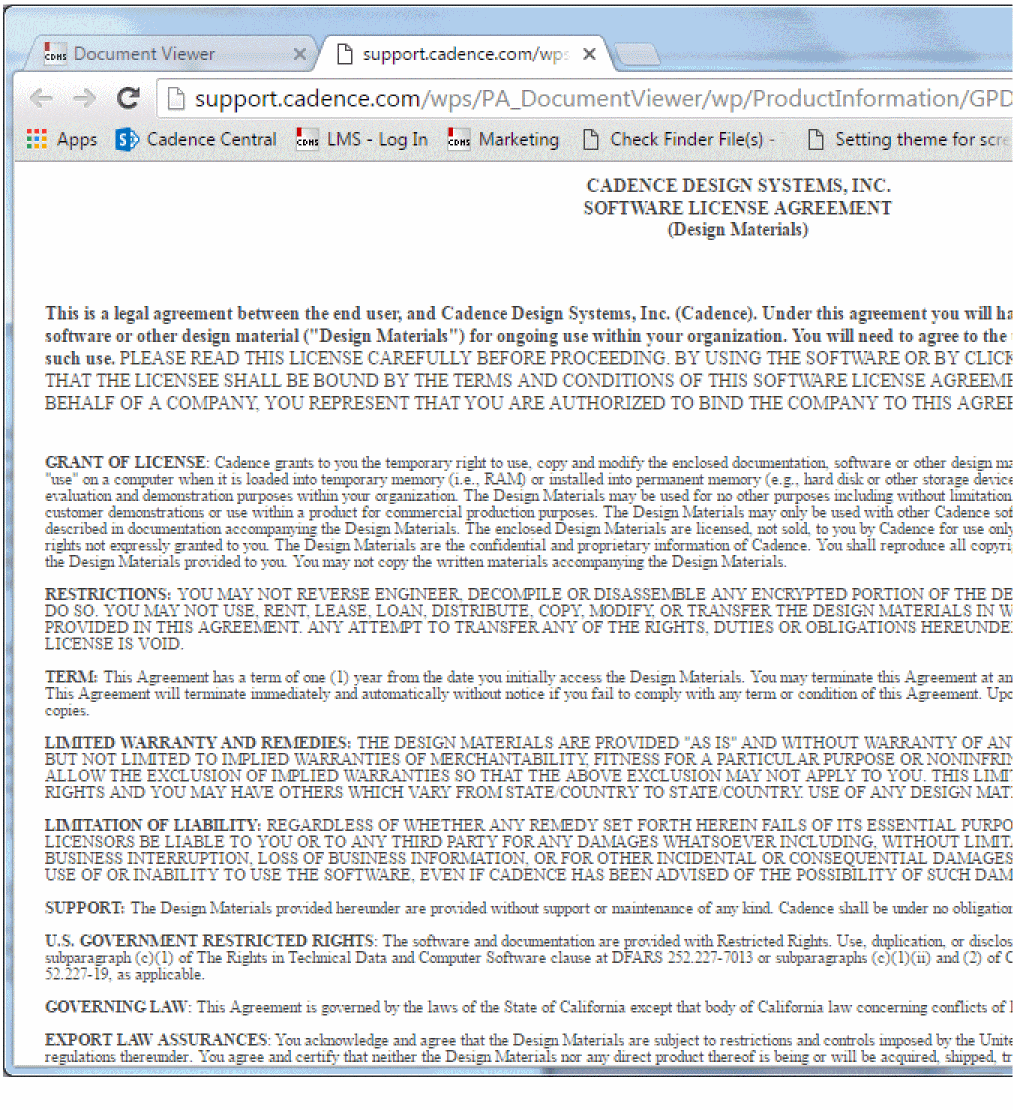 Document Viewer
support.cadence.com/wps
support.cadence.com/wps/PA_DocumentViewer/wp/ProductInformation/GPD
Apps Cadence Central LMS - Log In Marketing Check Finder File(s) - Setting theme for scre
CADENCE DESIGN SYSTEMS, INC.
SOFTWARE LICENSE AGREEMENT
(Design Materials)
This is a legal agreement between the end user, and Cadence Design Systems, Inc. (Cadence). Under this agreement you will ha
software or other design material ("Design Materials") for ongoing use within your organization. You will need to agree to the
such use. PLEASE READ THIS LICENSE CAREFULLY BEFORE PROCEEDING. BY USING THE SOFTWARE OR BY CLICK
THAT THE LICENSEE SHALL BE BOUND BY THE TERMS AND CONDITIONS OF THIS SOFTWARE LICENSE AGREEME
BEHALF OF A COMPANY, YOU REPRESENT THAT YOU ARE AUTHORIZED TO BIND THE COMPANY TO THIS AGREE
GRANT OF LICENSE: Cadence grants to you the temporary right to use, copy and modify the enclosed documentation, software or other design ma
"use" on a computer when it is loaded into temporary memory (i.e., RAM) or installed into permanent memory (e.g., hard disk or other storage device
evaluation and demonstration purposes within your organization. The Design Materials may be used for no other purposes including without limitation
customer demonstrations or use within a product for commercial production purposes. The Design Materials may only be used with other Cadence sof
described in documentation accompanying the Design Materials. The enclosed Design Materials are licensed, not sold, to you by Cadence for use only
rights not expressly granted to you. The Design Materials are the confidential and proprietary information of Cadence. You shall reproduce all copyri
the Design Materials provided to you. You may not copy the written materials accompanying the Design Materials.
RESTRICTIONS: YOU MAY NOT REVERSE ENGINEER, DECOMPILE OR DISASSEMBLE ANY ENCRYPTED PORTION OF THE DE
DO SO. YOU MAY NOT USE, RENT, LEASE, LOAN, DISTRIBUTE, COPY, MODIFY, OR TRANSFER THE DESIGN MATERIALS IN W
PROVIDED IN THIS AGREEMENT. ANY ATTEMPT TO TRANSFER ANY OF THE RIGHTS, DUTIES OR OBLIGATIONS HEREUNDE
LICENSE IS VOID.
TERM: This Agreement has a term of one (1) year from the date you initially access the Design Materials. You may terminate this Agreement at an
This Agreement will terminate immediately and automatically without notice if you fail to comply with any term or condition of this Agreement. Upo
copies.
LIMITED WARRANTY AND REMEDIES: THE DESIGN MATERIALS ARE PROVIDED "AS IS" AND WITHOUT WARRANTY OF AN
BUT NOT LIMITED TO IMPLIED WARRANTIES OF MERCHANTABILITY, FITNESS FOR A PARTICULAR PURPOSE OR NONINFRIN
ALLOW THE EXCLUSION OF IMPLIED WARRANTIES SO THAT THE ABOVE EXCLUSION MAY NOT APPLY TO YOU. THIS LIMI
RIGHTS AND YOU MAY HAVE OTHERS WHICH VARY FROM STATE/COUNTRY TO STATE/COUNTRY. USE OF ANY DESIGN MAT
LIMITATION OF LIABILITY: REGARDLESS OF WHETHER ANY REMEDY SET FORTH HEREIN FAILS OF ITS ESSENTIAL PURPO
LICENSORS BE LIABLE TO YOU OR TO ANY THIRD PARTY FOR ANY DAMAGES WHATSOEVER INCLUDING, WITHOUT LIMITA
BUSINESS INTERRUPTION, LOSS OF BUSINESS INFORMATION, OR FOR OTHER INCIDENTAL OR CONSEQUENTIAL DAMAGES
USE OF OR INABILITY TO USE THE SOFTWARE, EVEN IF CADENCE HAS BEEN ADVISED OF THE POSSIBILITY OF SUCH DAM
SUPPORT: The Design Materials provided hereunder are provided without support or maintenance of any kind. Cadence shall be under no obligation
U.S. GOVERNMENT RESTRICTED RIGHTS: The software and documentation are provided with Restricted Rights. Use, duplication, or disclos
subparagraph (c)(1) of The Rights in Technical Data and Computer Software clause at DFARS 252.227-7013 or subparagraphs (c)(1)(ii) and (2) of C
52.227-19, as applicable.
GOVERNING LAW: This Agreement is governed by the laws of the State of California except that body of California law concerning conflicts of l
EXPORT LAW ASSURANCES: You acknowledge and agree that the Design Materials are subject to restrictions and controls imposed by the Unite
regulations thereunder. You agree and certify that neither the Design Materials nor any direct product thereof is being or will be acquired, shipped, tr